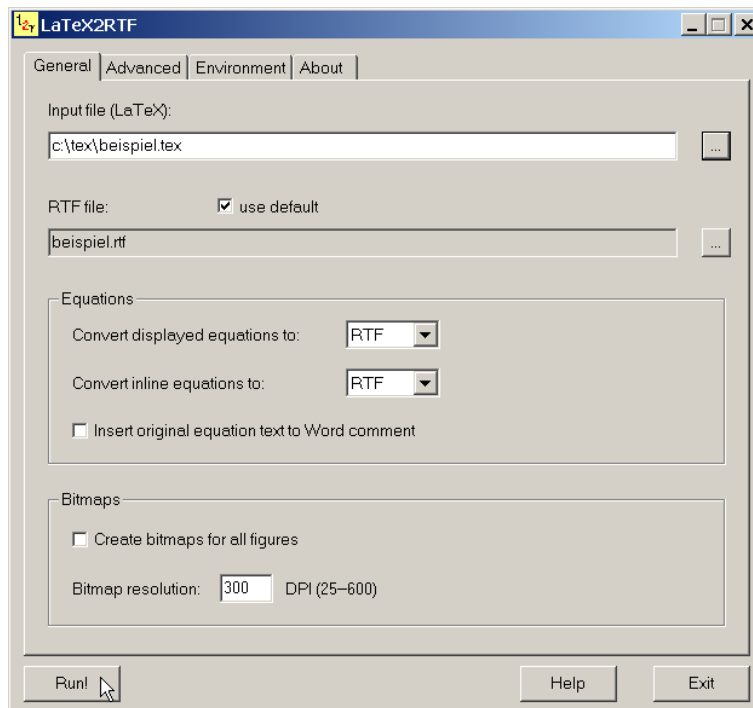 LaTeX2RTF
General Advanced Environment About
Input file (LaTeX):
c:\tex\beispiel.tex ...
RTF file: use default
beispiel.rtf ...
Equations
Convert displayed equations to: RTF
Convert inline equations to: RTF
Insert original equation text to Word comment
Bitmaps
Create bitmaps for all figures
Bitmap resolution: 300 DPI (25–600)
Run! Help Exit